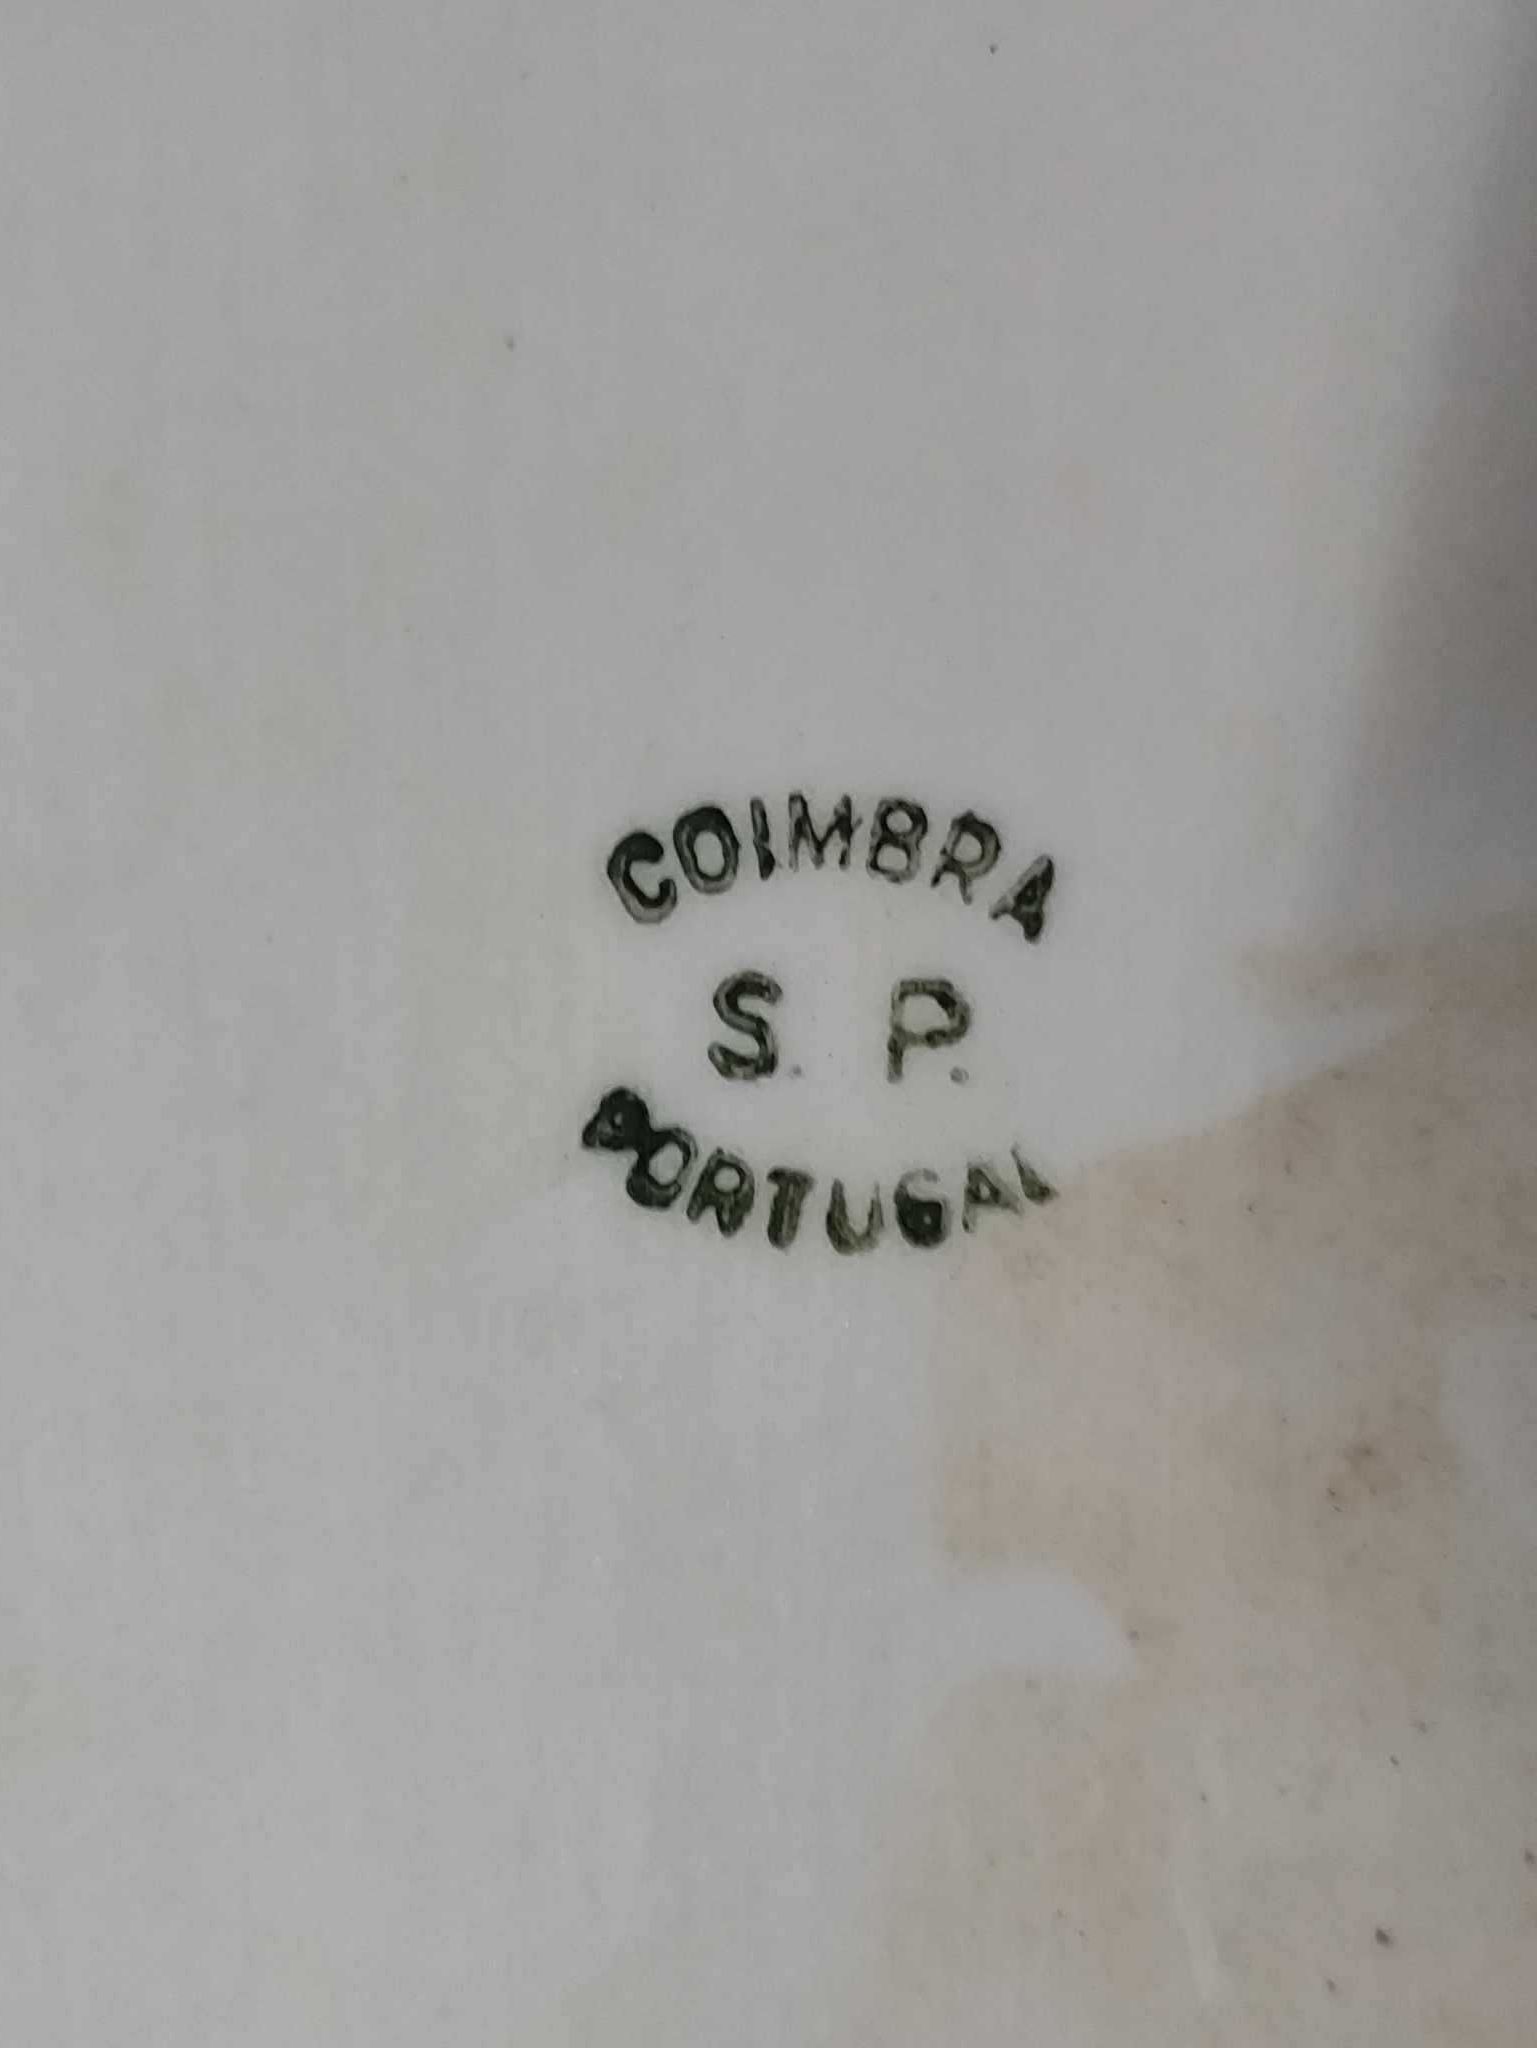 COIMBRA
S. P.
PORTUGAL